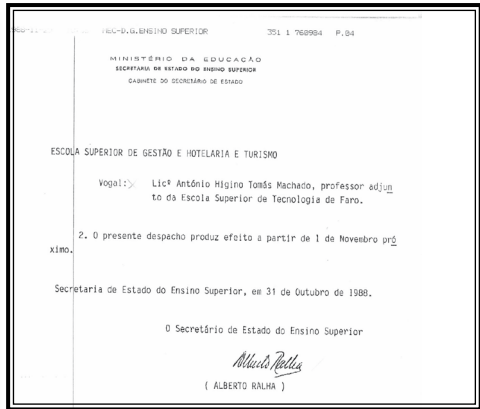 MEC-D.G.ENSINO SUPERIOR 351 1 760984 P.04
MINISTÉRIO DA EDUCAÇÃO
SECRETARIA DE ESTADO DO ENSINO SUPERIOR
GABINETE DO SECRETÁRIO DE ESTADO
ESCOLA SUPERIOR DE GESTÃO E HOTELARIA E TURISMO
Vogal: Licº António Higino Tomás Machado, professor adjun
to da Escola Superior de Tecnologia de Faro.
2. O presente despacho produz efeito a partir de 1 de Novembro pró
ximo.
Secretaria de Estado do Ensino Superior, em 31 de Outubro de 1988.
O Secretário de Estado do Ensino Superior
Alberto Ralha
( ALBERTO RALHA )